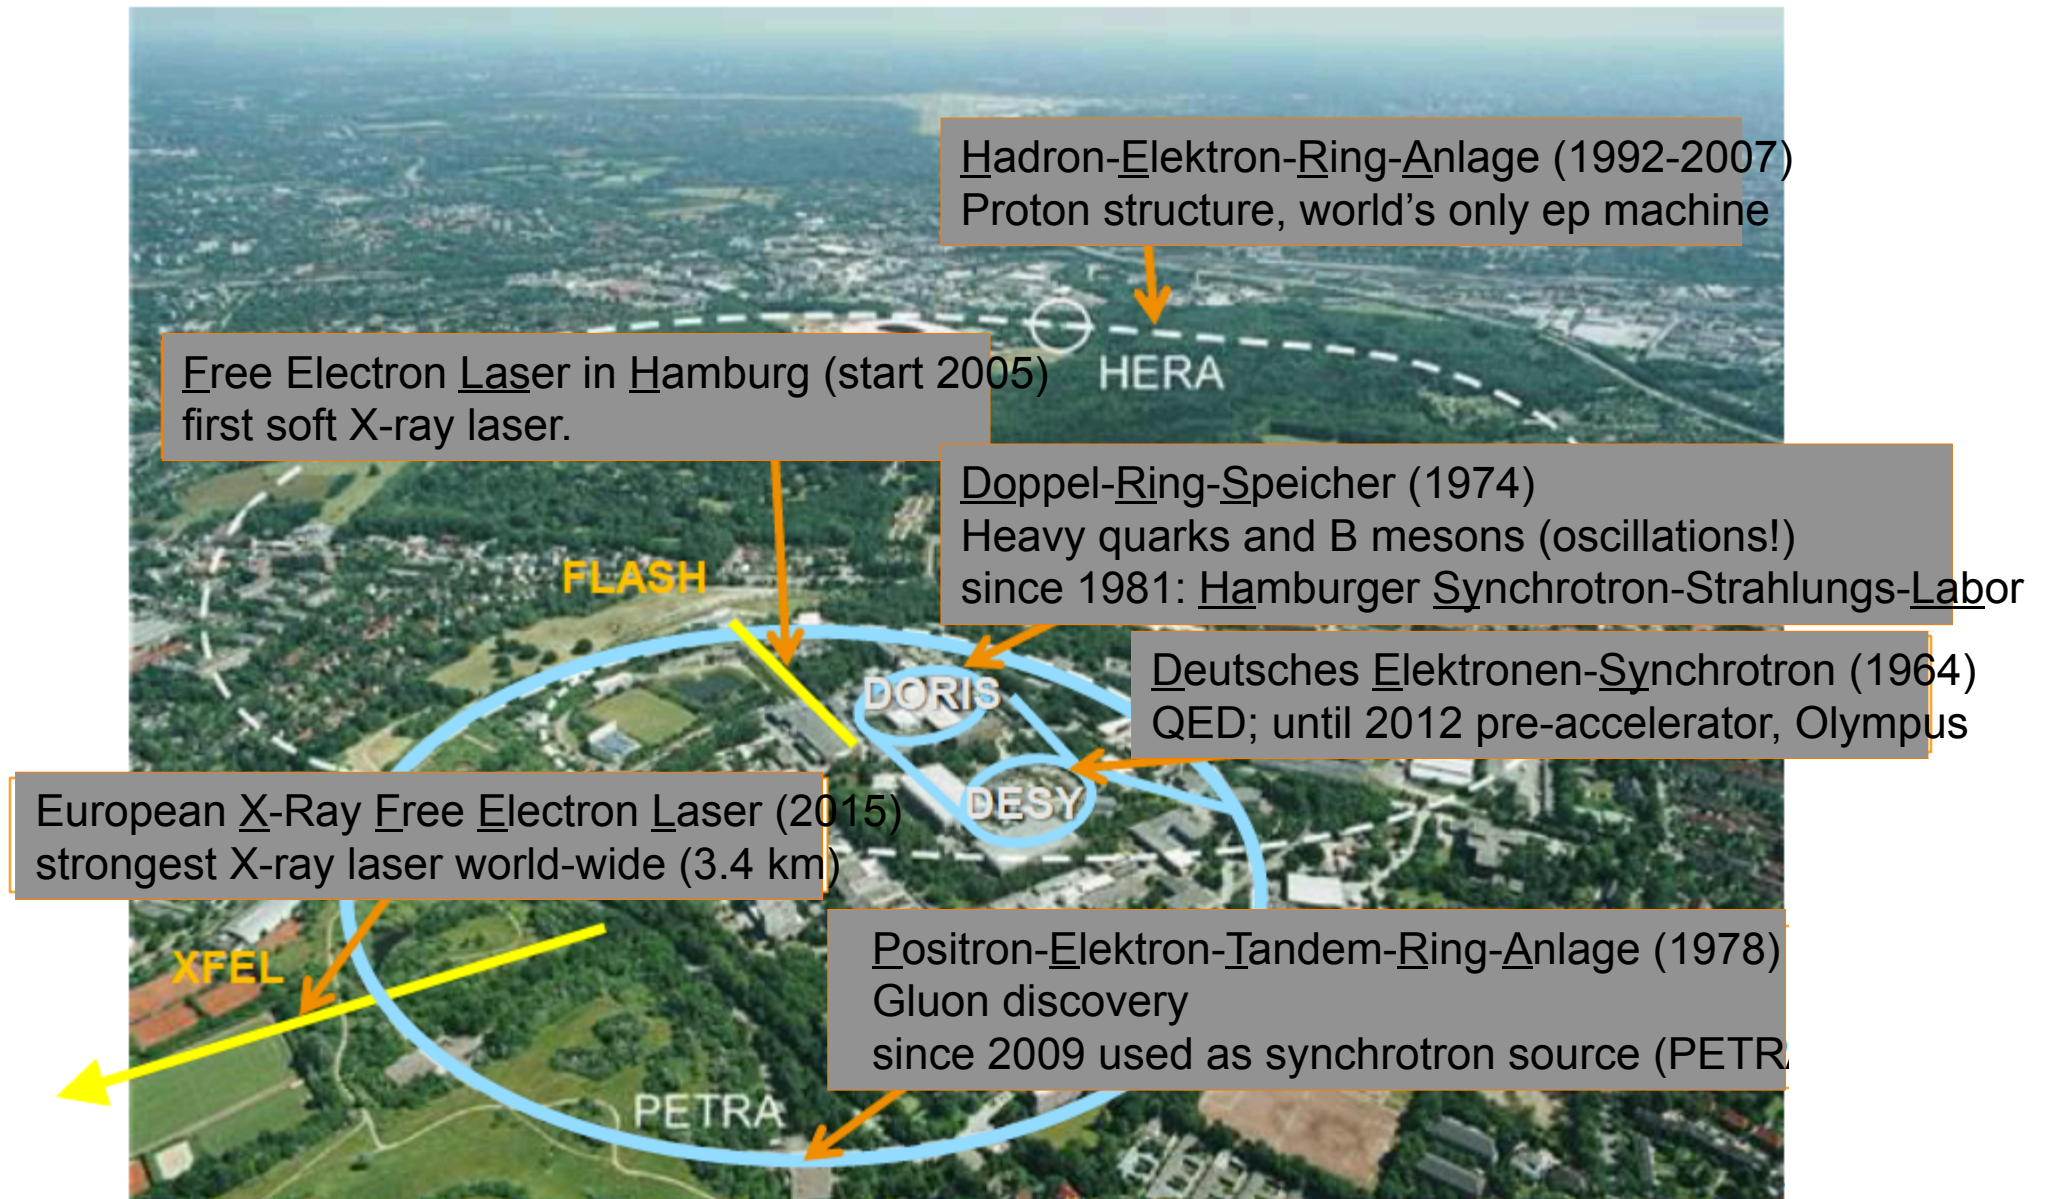 Hadron-Elektron-Ring-Anlage (1992-2007)
Proton structure, world's only ep machine
Free Electron Laser in Hamburg (start 2005)
first soft X-ray laser.
HERA
Doppel-Ring-Speicher (1974)
Heavy quarks and B mesons (oscillations!)
since 1981: Hamburger Synchrotron-Strahlungs-Labor
FLASH
DORIS
Deutsches Elektronen-Synchrotron (1964)
QED; until 2012 pre-accelerator, Olympus
DESY
European X-Ray Free Electron Laser (2015)
strongest X-ray laser world-wide (3.4 km)
XFEL
Positron-Elektron-Tandem-Ring-Anlage (1978)
Gluon discovery
since 2009 used as synchrotron source
PETRA